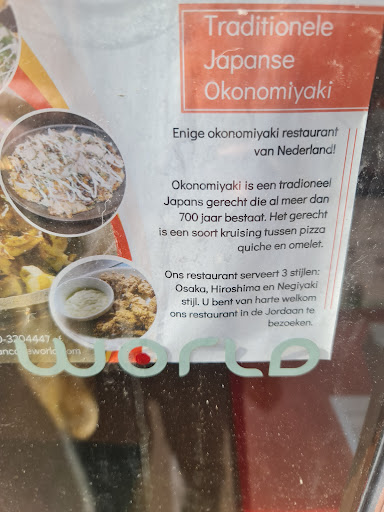 Traditionele
Japanse
Okonomiyaki
Enige okonomiyaki restaurant
van Nederland!
Okonomiyaki is een tradioneel
Japans gerecht die al meer dan
700 jaar bestaat. Het gerecht
is een soort kruising tussen pizza
quiche en omelet.
Ons restaurant serveert 3 stijlen:
Osaka, Hiroshima en Negiyaki
stijl. U bent van harte welkom
ons restaurant in de Jordaan te
bezoeken.
-3204447
world